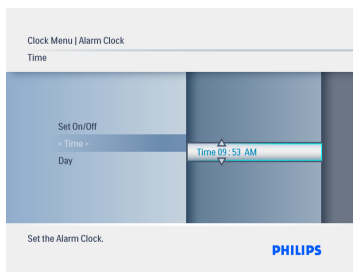 Clock Menu | Alarm Clock
Time
Set On/Off
« Time »
Day
Time 09 : 53 AM
Set the Alarm Clock.
PHILIPS